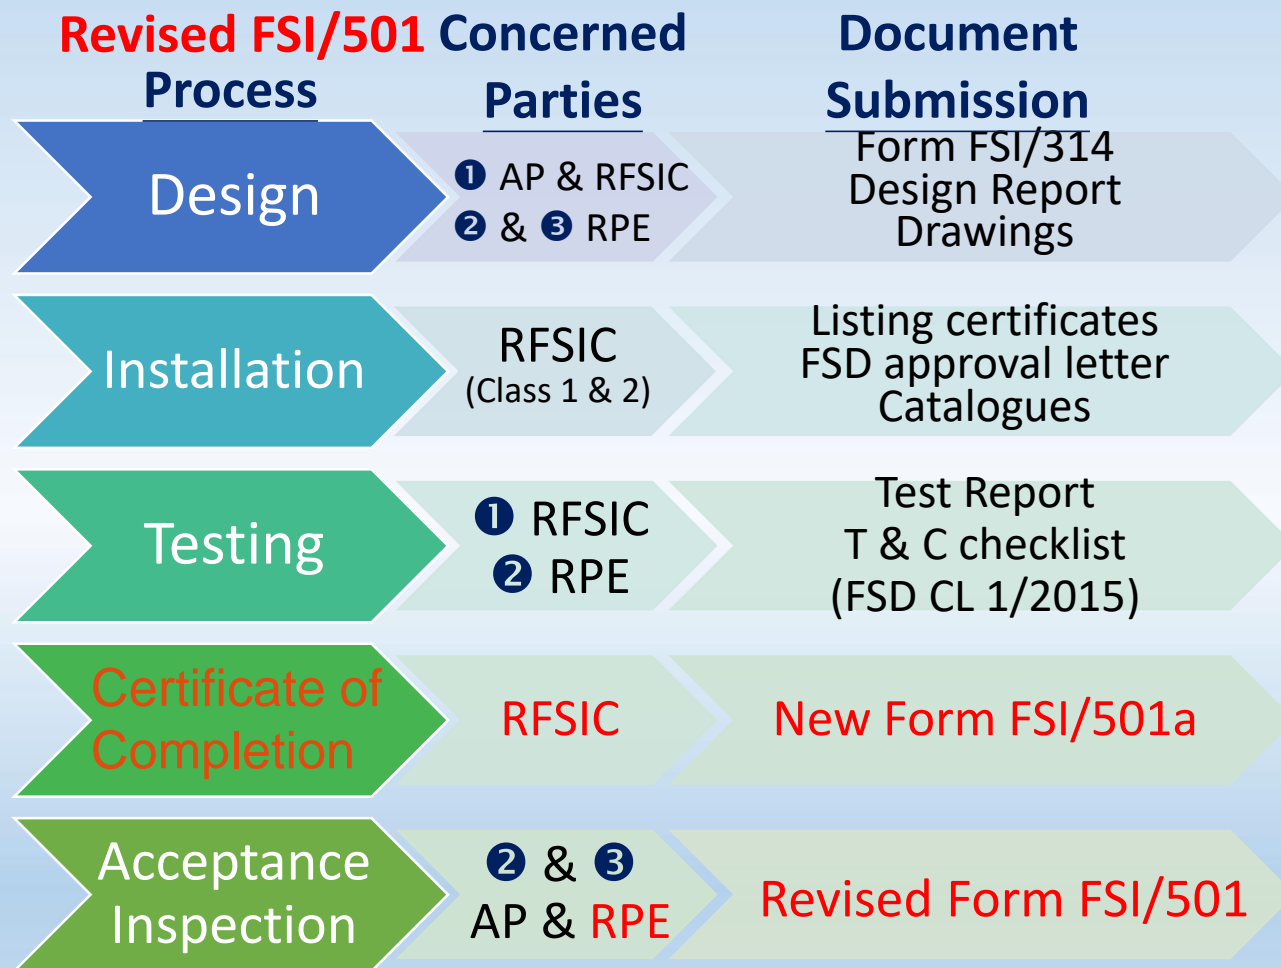 Revised FSI/501 Process
Concerned Parties
Document Submission
Design
❶ AP & RFSIC
❷ & ❸ RPE
Form FSI/314
Design Report
Drawings
Installation
RFSIC
(Class 1 & 2)
Listing certificates
FSD approval letter
Catalogues
Testing
❶ RFSIC
❷ RPE
Test Report
T & C checklist
(FSD CL 1/2015)
Certificate of
Completion
RFSIC
New Form FSI/501a
Acceptance
Inspection
❷ & ❸
AP & RPE
Revised Form FSI/501